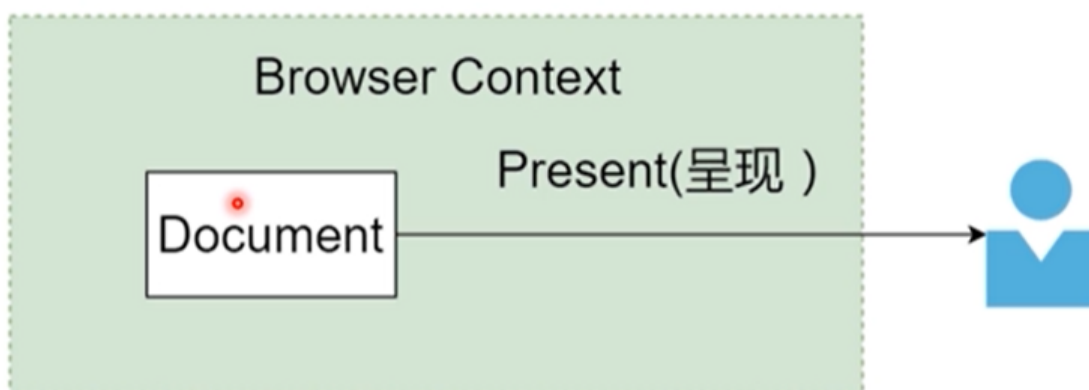 Browser Context
Present(呈现 )
Document